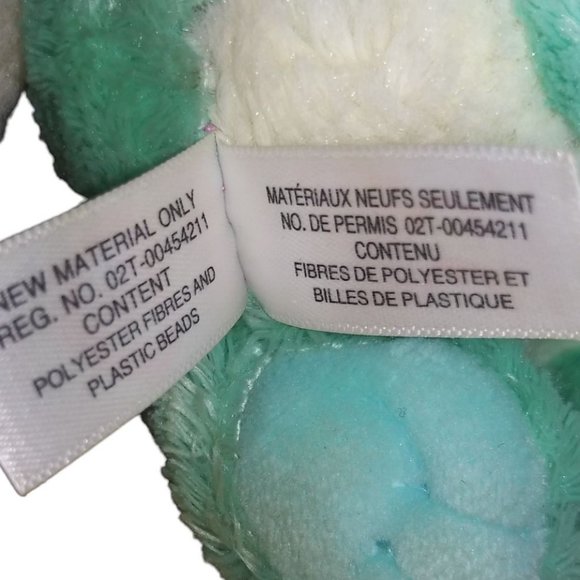 NEW MATERIAL ONLY
REG. NO. 02T-00454211
CONTENT
POLYESTER FIBRES AND
PLASTIC BEADS
MATÉRIAUX NEUFS SEULEMENT
NO. DE PERMIS 02T-00454211
CONTENU
FIBRES DE POLYESTER ET
BILLES DE PLASTIQUE